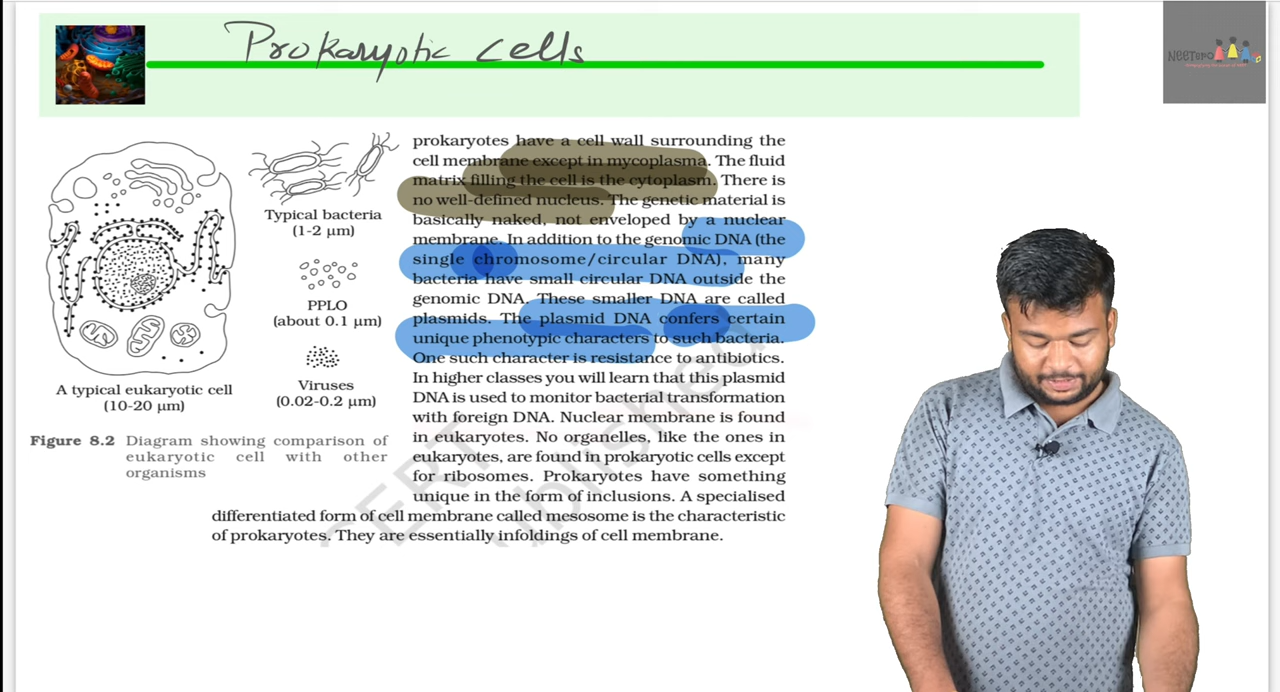 Prokaryotic cells
NEETopo
prokaryotes have a cell wall surrounding the
cell membrane except in mycoplasma. The fluid
matrix filling the cell is the cytoplasm. There is
no well-defined nucleus. The genetic material is
basically naked, not enveloped by a nuclear
membrane. In addition to the genomic DNA (the
single chromosome/circular DNA), many
bacteria have small circular DNA outside the
genomic DNA. These smaller DNA are called
plasmids. The plasmid DNA confers certain
unique phenotypic characters to such bacteria.
One such character is resistance to antibiotics.
In higher classes you will learn that this plasmid
DNA is used to monitor bacterial transformation
with foreign DNA. Nuclear membrane is found
in eukaryotes. No organelles, like the ones in
eukaryotes, are found in prokaryotic cells except
for ribosomes. Prokaryotes have something
unique in the form of inclusions. A specialised
differentiated form of cell membrane called mesosome is the characteristic
of prokaryotes. They are essentially infoldings of cell membrane.
Typical bacteria
(1-2 µm)
PPLO
(about 0.1 µm)
Viruses
(0.02-0.2 µm)
A typical eukaryotic cell
(10-20 µm)
Figure 8.2 Diagram showing comparison of
eukaryotic cell with other
organisms